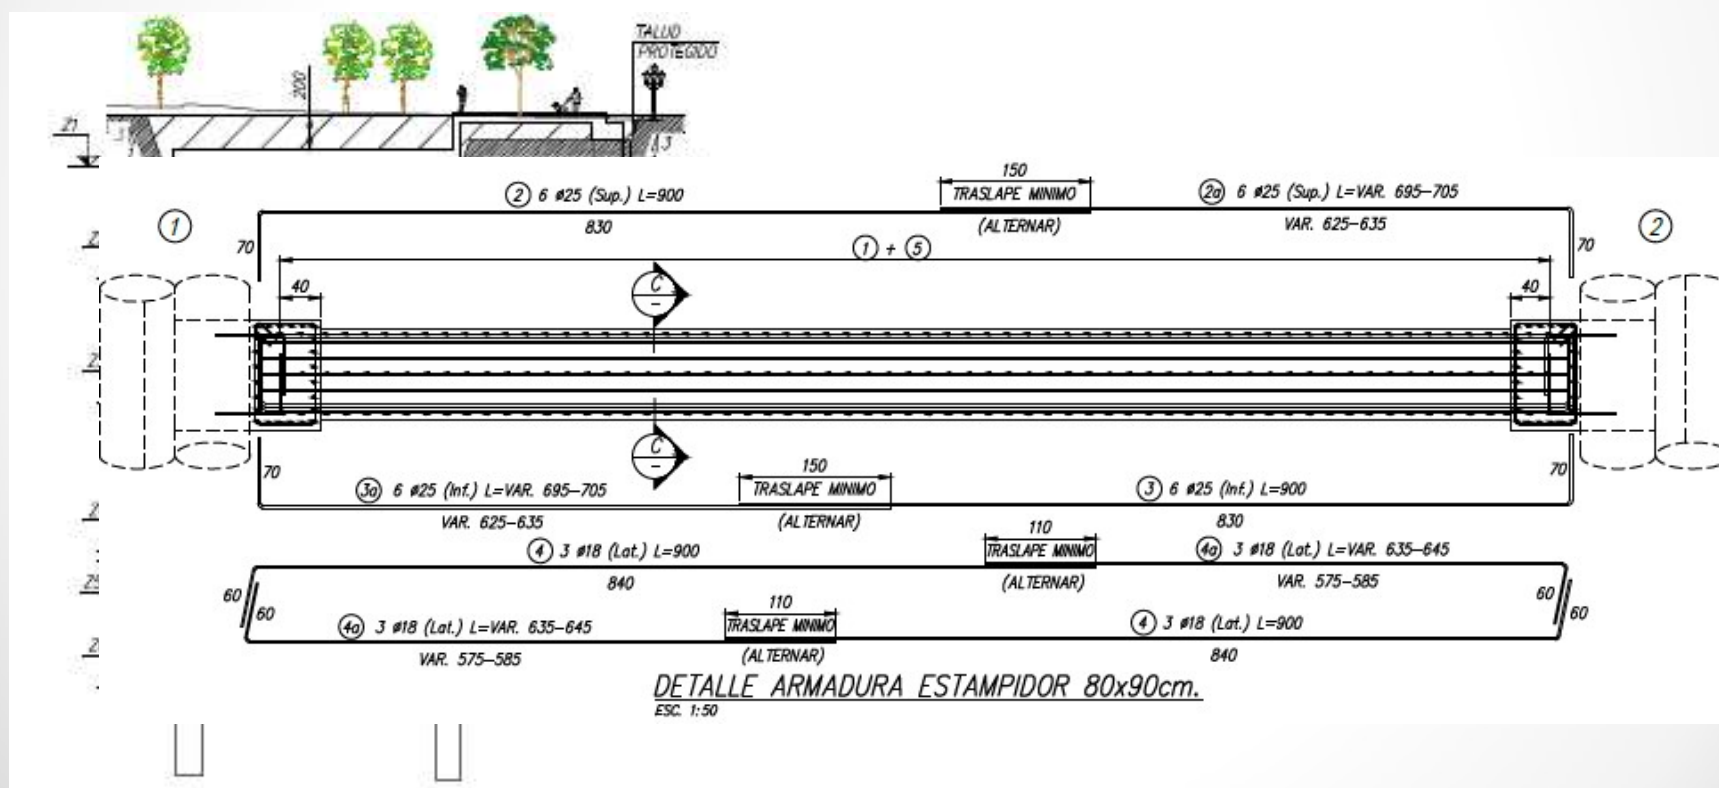 TALUD
PROTEGIDO
200
Z1
3
150
② 6 ø25 (Sup.) L=900
TRASLAPE MINIMO
②a 6 ø25 (Sup.) L=VAR. 695-705
830
(ALTERNAR)
VAR. 625-635
1
2
70
① + ⑤
70
40
C
-
40
C
-
70
150
70
③a 6 ø25 (Inf.) L=VAR. 695-705
TRASLAPE MINIMO
③ 6 ø25 (Inf.) L=900
VAR. 625-635
(ALTERNAR)
830
110
④ 3 ø18 (Lat.) L=900
TRASLAPE MINIMO
④a 3 ø18 (Lat.) L=VAR. 635-645
840
(ALTERNAR)
VAR. 575-585
60
60
110
60
60
④a 3 ø18 (Lat.) L=VAR. 635-645
TRASLAPE MINIMO
④ 3 ø18 (Lat.) L=900
VAR. 575-585
(ALTERNAR)
840
DETALLE ARMADURA ESTAMPIDOR 80x90cm.
ESC. 1:50